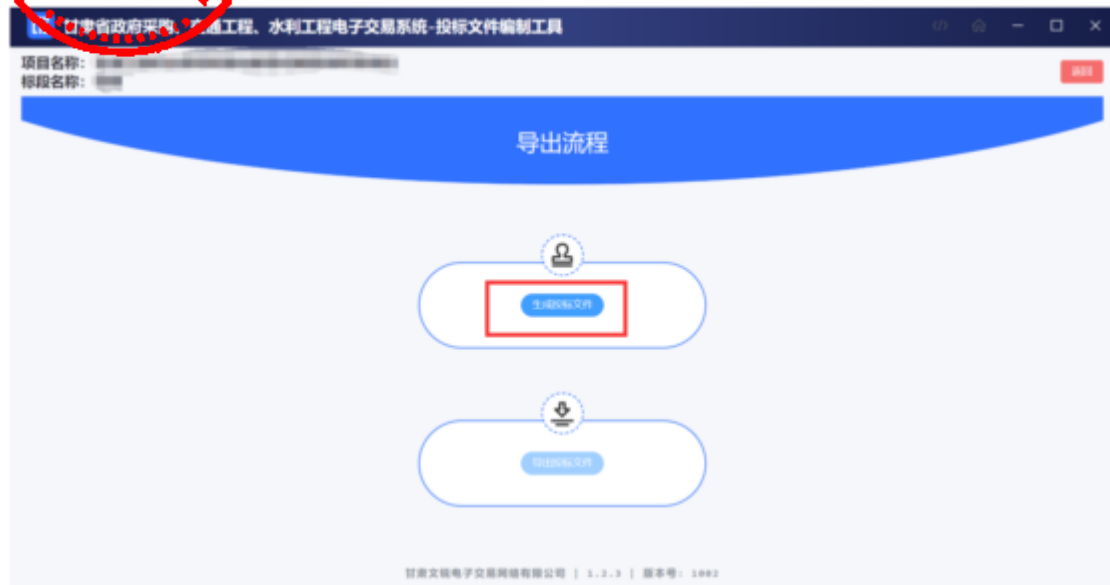 甘肃省政府采购、交通工程、水利工程电子交易系统-投标文件编制工具
项目名称：
标段名称：
返回
导出流程
生成投标文件
导出投标文件
甘肃文锐电子交易网络有限公司 | 1.2.3 | 版本号: 1002